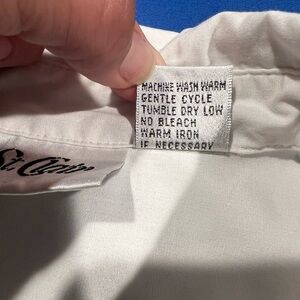 MACHINE WASH WARM
GENTLE CYCLE
TUMBLE DRY LOW
NO BLEACH
WARM IRON
IF NECESSARY
St. Clair